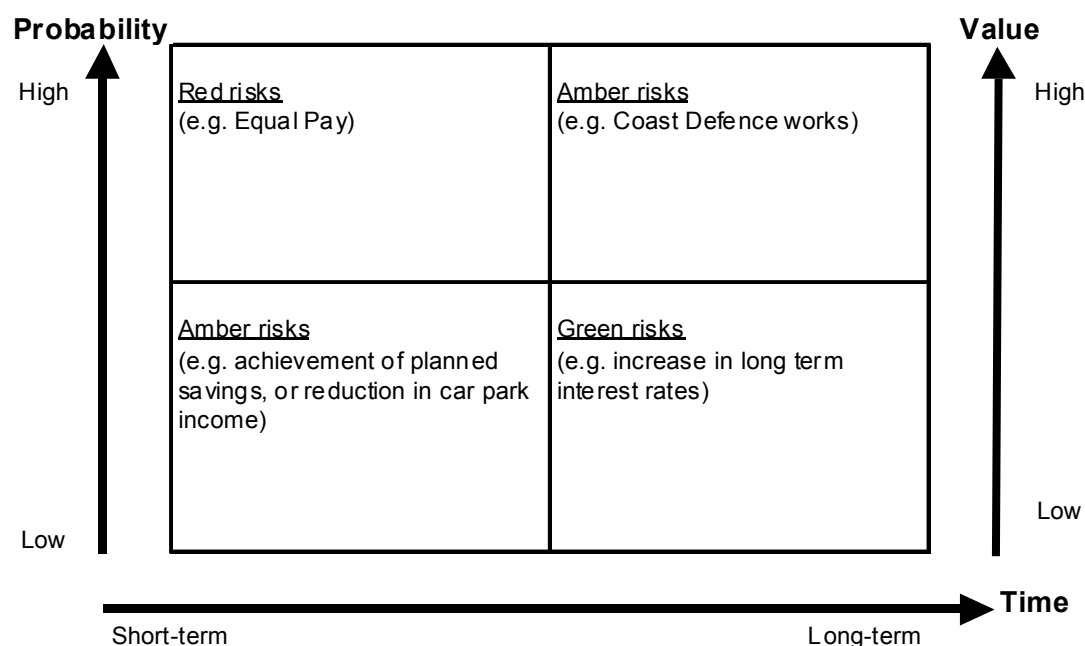 Probability
Value
High
High
Red risks
(e.g. Equal Pay)
Amber risks
(e.g. Coast Defence works)
Amber risks
(e.g. achievement of planned
savings, or reduction in car park
income)
Green risks
(e.g. increase in long term
interest rates)
Low
Low
Time
Short-term
Long-term